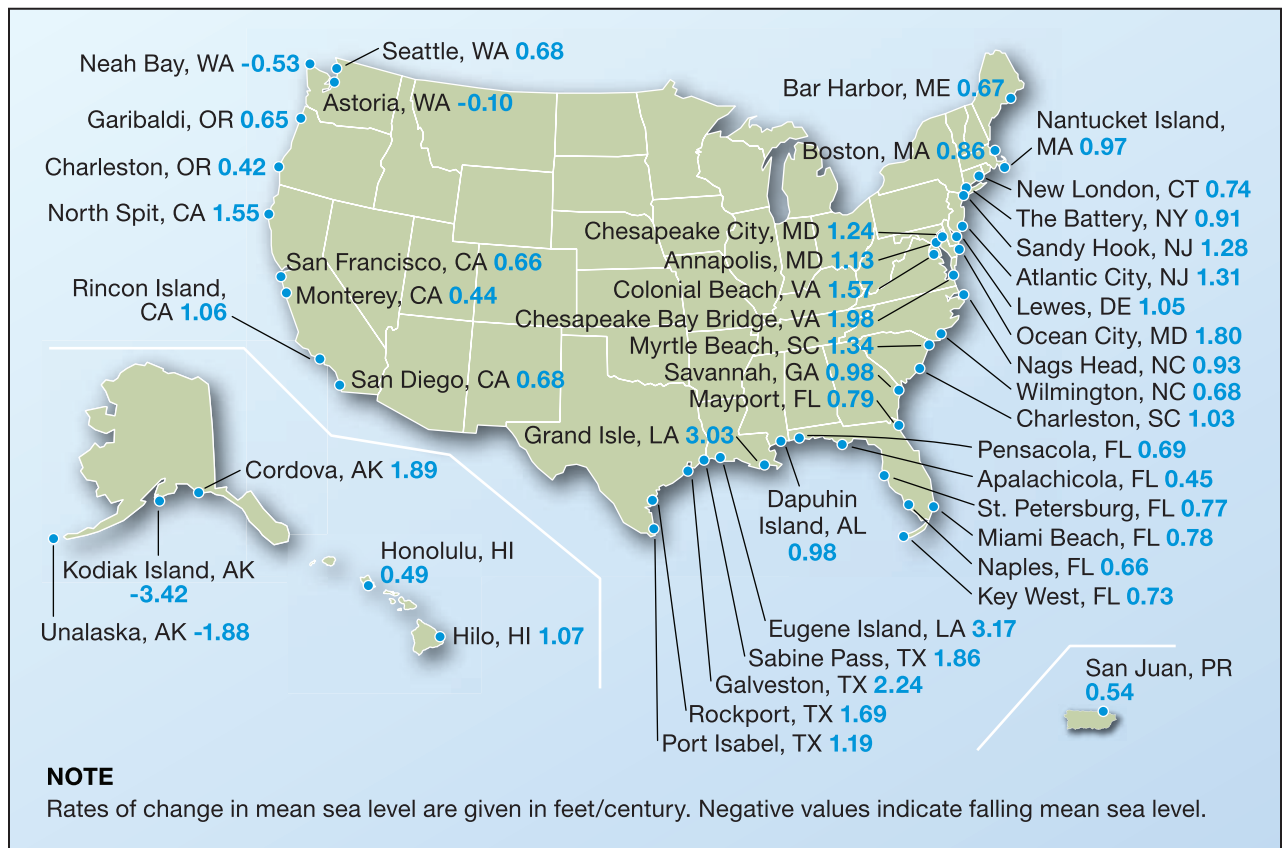 Neah Bay, WA -0.53
Seattle, WA 0.68
Astoria, WA -0.10
Garibaldi, OR 0.65
Charleston, OR 0.42
North Spit, CA 1.55
San Francisco, CA 0.66
Monterey, CA 0.44
Rincon Island,
CA 1.06
San Diego, CA 0.68
Bar Harbor, ME 0.67
Nantucket Island,
MA 0.97
Boston, MA 0.86
New London, CT 0.74
The Battery, NY 0.91
Sandy Hook, NJ 1.28
Atlantic City, NJ 1.31
Lewes, DE 1.05
Ocean City, MD 1.80
Nags Head, NC 0.93
Wilmington, NC 0.68
Charleston, SC 1.03
Chesapeake City, MD 1.24
Annapolis, MD 1.13
Colonial Beach, VA 1.57
Chesapeake Bay Bridge, VA 1.98
Myrtle Beach, SC 1.34
Savannah, GA 0.98
Mayport, FL 0.79
Grand Isle, LA 3.03
Pensacola, FL 0.69
Apalachicola, FL 0.45
St. Petersburg, FL 0.77
Miami Beach, FL 0.78
Naples, FL 0.66
Key West, FL 0.73
Dapuhin
Island, AL
0.98
Eugene Island, LA 3.17
Sabine Pass, TX 1.86
Galveston, TX 2.24
Rockport, TX 1.69
Port Isabel, TX 1.19
Cordova, AK 1.89
Kodiak Island, AK
-3.42
Unalaska, AK -1.88
Honolulu, HI
0.49
Hilo, HI 1.07
San Juan, PR
0.54
NOTE
Rates of change in mean sea level are given in feet/century. Negative values indicate falling mean sea level.